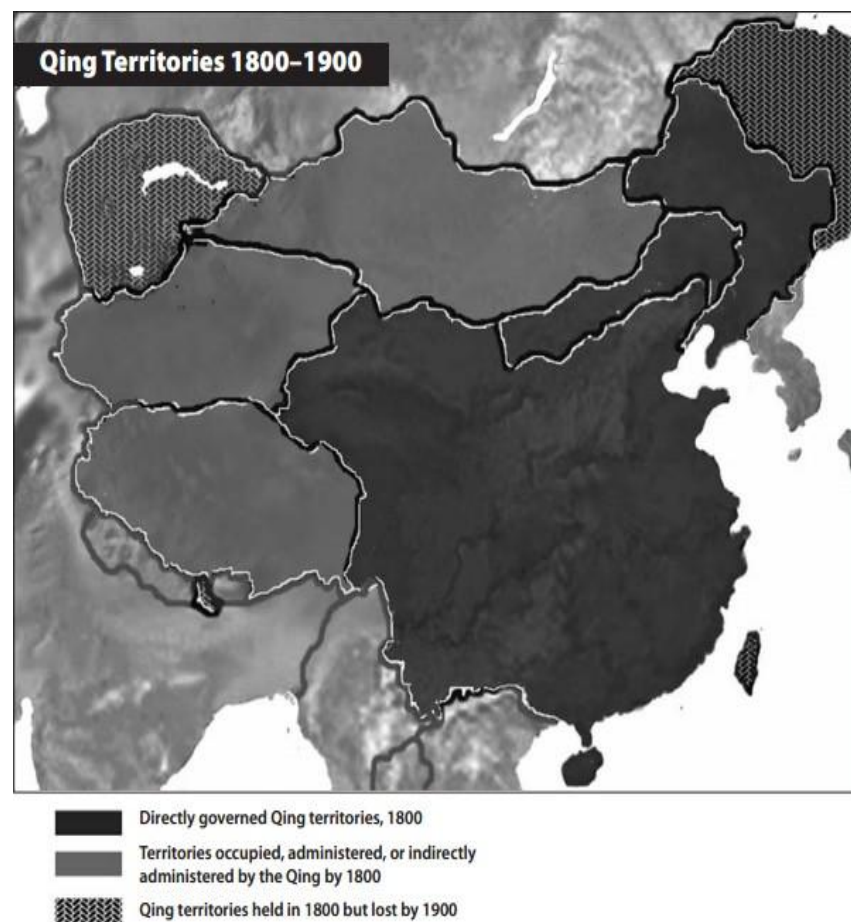 Qing Territories 1800–1900
Directly governed Qing territories, 1800
Territories occupied, administered, or indirectly
administered by the Qing by 1800
Qing territories held in 1800 but lost by 1900